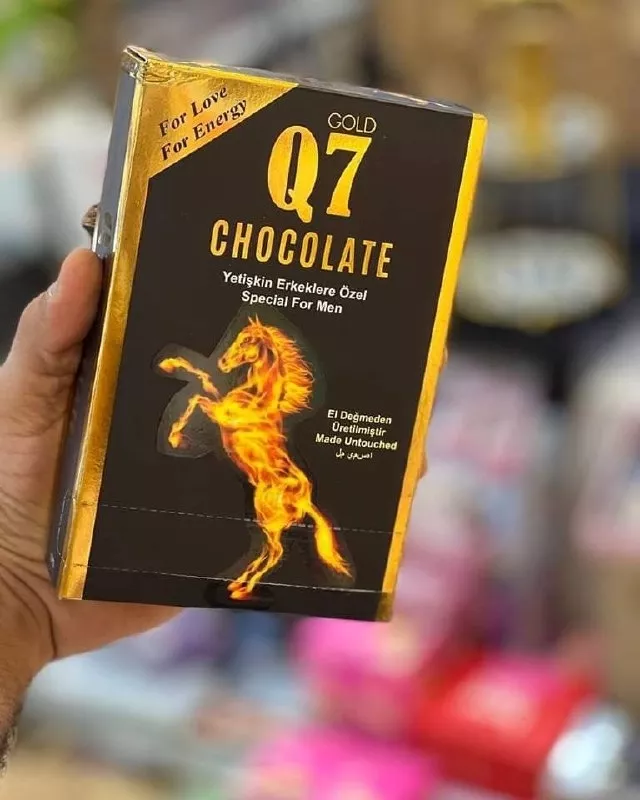 For Love
For Energy
GOLD
Q7
CHOCOLATE
Yetişkin Erkeklere Özel
Special For Men
El Değmeden
Üretilmiştir
Made Untouched